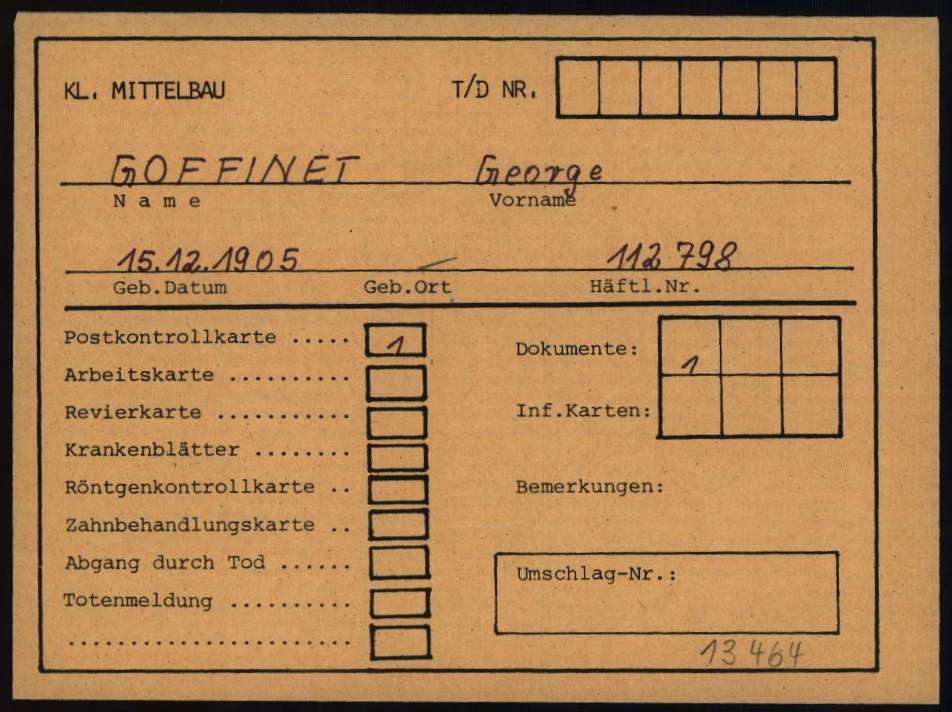 KL. MITTELBAU T/D NR.
GOFFINET George
Name Vorname
15.12.1905 112 798
Geb.Datum Geb.Ort Häftl.Nr.
Postkontrollkarte ..... 1 Dokumente: 1
Arbeitskarte ..........
Revierkarte ........... Inf.Karten:
Krankenblätter ........
Röntgenkontrollkarte .. Bemerkungen:
Zahnbehandlungskarte ..
Abgang durch Tod ...... Umschlag-Nr.:
Totenmeldung ..........
.......................
13 464